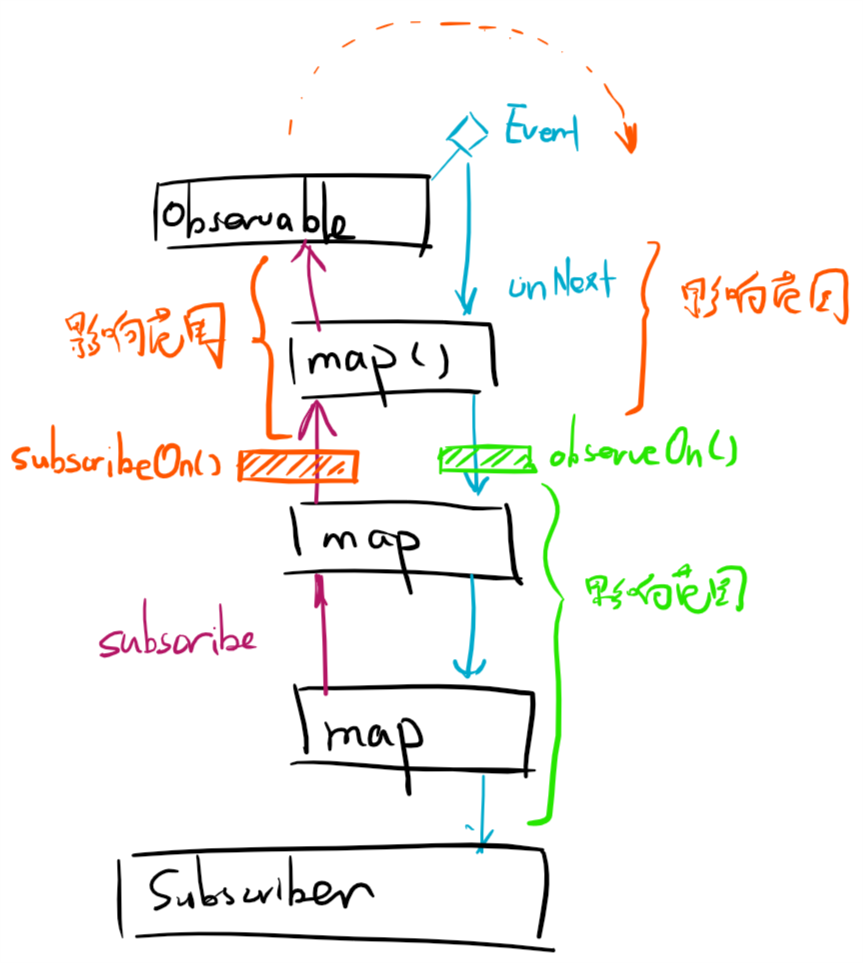 Event
Observable
onNext
影响范围
影响范围
map()
subscribeOn()
observeOn()
map
影响范围
subscribe
map
Subscriber